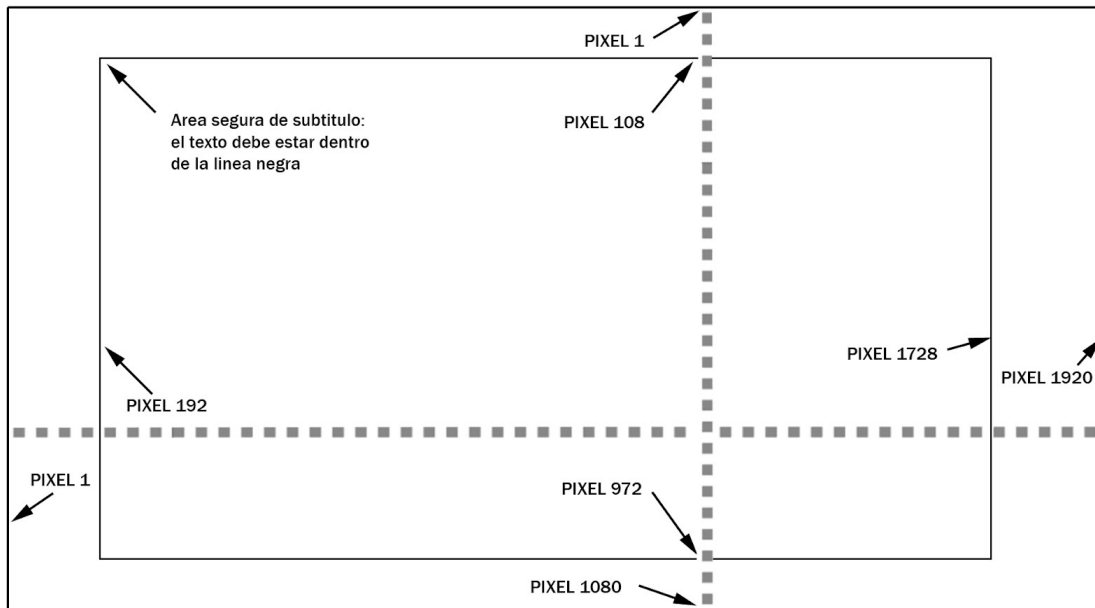 PIXEL 1
Area segura de subtitulo:
el texto debe estar dentro
de la linea negra
PIXEL 108
PIXEL 1728
PIXEL 1920
PIXEL 192
PIXEL 1
PIXEL 972
PIXEL 1080